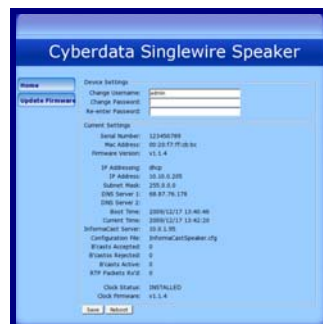 Cyberdata Singlewire Speaker
Home
Update Firmware
Device Settings
Change Username: admin
Change Password:
Re-enter Password:
Current Settings
Serial Number: 123456789
Mac Address: 00:20:f7:ff:cb:bc
Firmware Version: v1.1.4
IP Addressing: dhcp
IP Address: 10.10.0.205
Subnet Mask: 255.0.0.0
DNS Server 1: 68.87.76.178
DNS Server 2:
Boot Time: 2009/12/17 13:40:46
Current Time: 2009/12/17 13:42:20
InformaCast Server: 10.0.1.95
Configuration File: InformaCastSpeaker.cfg
B'casts Accepted: 0
B'castss Rejected: 0
B'casts Active: 0
RTP Packets Rx'd: 0
Clock Status: INSTALLED
Clock Firmware: v1.1.4
Save Reboot